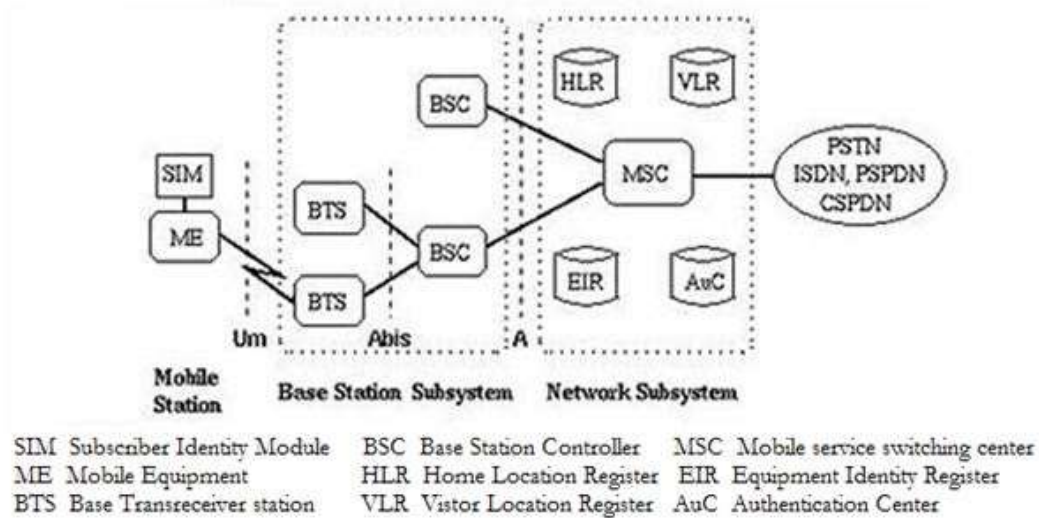 HLR VLR
BSC
PSTN
ISDN, PSPDN
CSPDN
MSC
SIM
BTS
ME
BSC
EIR AuC
BTS
Um Abis A
Mobile
Station
Base Station Subsystem Network Subsystem
SIM Subscriber Identity Module BSC Base Station Controller MSC Mobile service switching center
ME Mobile Equipment HLR Home Location Register EIR Equipment Identity Register
BTS Base Transreceiver station VLR Vistor Location Register AuC Authentication Center